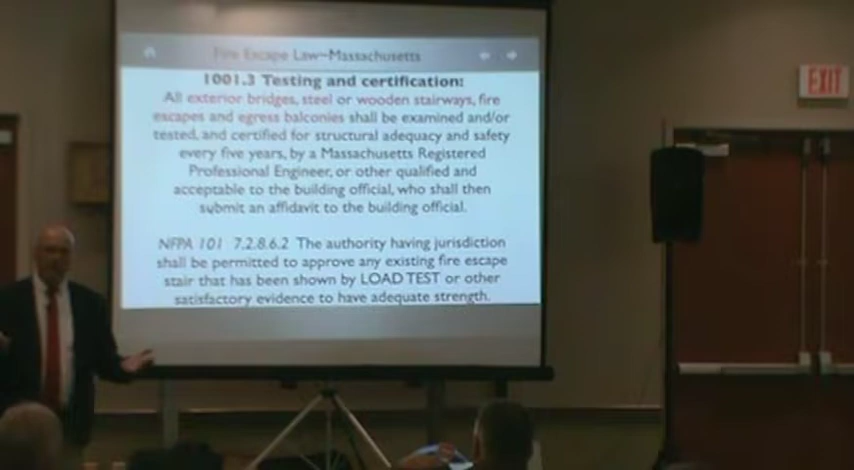 Fire Escape Law-Massachusetts
1001.3 Testing and certification:
All exterior bridges, steel or wooden stairways, fire
escapes and egress balconies shall be examined and/or
tested, and certified for structural adequacy and safety
every five years, by a Massachusetts Registered
Professional Engineer, or other qualified and
acceptable to the building official, who shall then
submit an affidavit to the building official.
NFPA 101 7.2.8.6.2 The authority having jurisdiction
shall be permitted to approve any existing fire escape
stair that has been shown by LOAD TEST or other
satisfactory evidence to have adequate strength.
EXIT